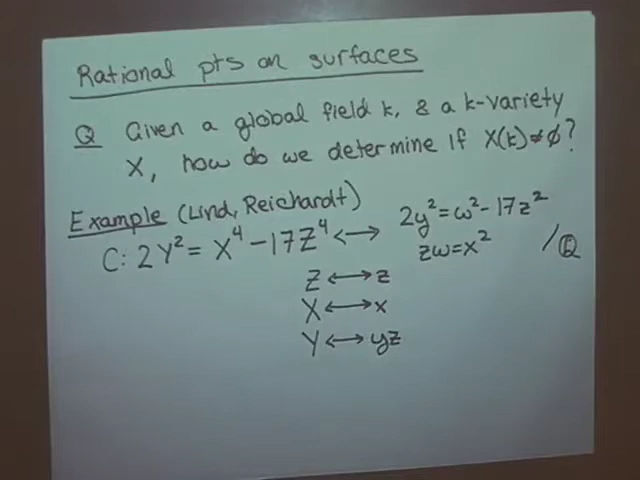 Rational pts on surfaces
Q Given a global field k, & a k-variety
X, how do we determine if X(k) ≠ ∅?
Example (Lind, Reichardt)
C: 2Y² = X⁴ - 17Z⁴ ⟷ 2y² = w² - 17z²
zw = x² /ℚ
Z ⟷ z
X ⟷ x
Y ⟷ yz